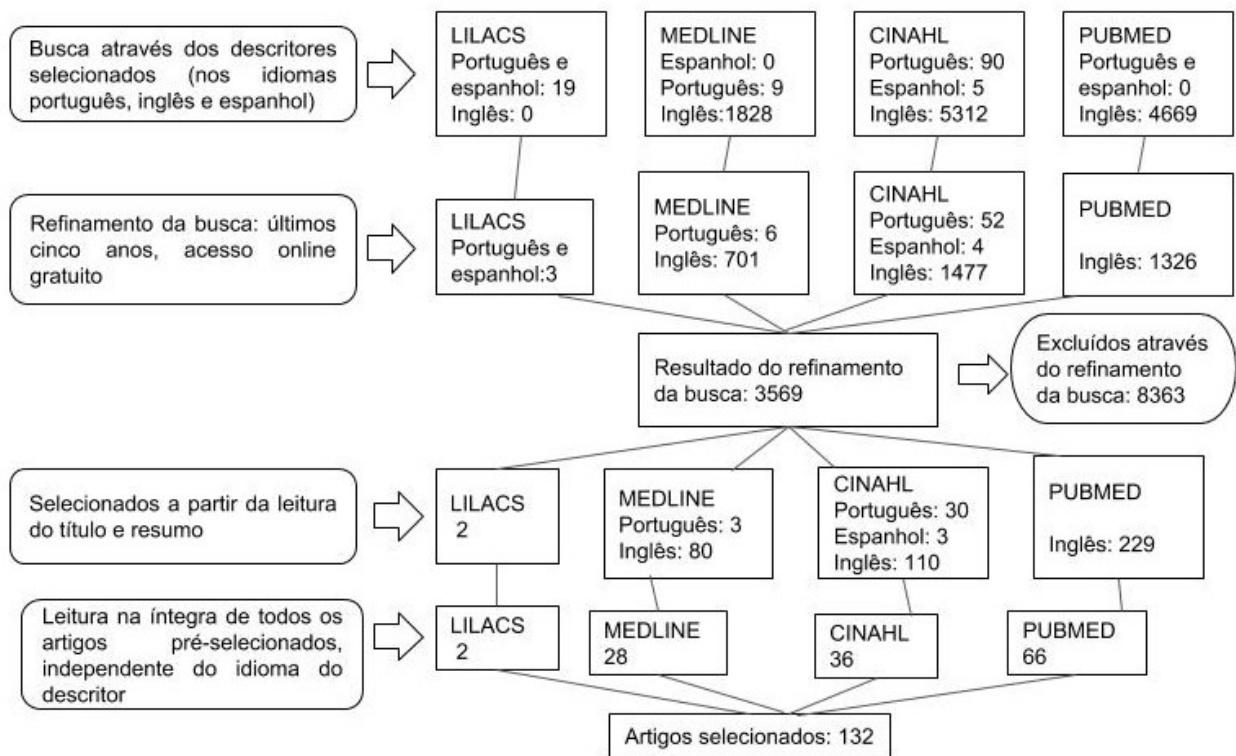 Busca através dos descritores
selecionados (nos idiomas
português, inglês e espanhol)
LILACS
Português e
espanhol: 19
Inglês: 0
MEDLINE
Espanhol: 0
Português: 9
Inglês:1828
CINAHL
Português: 90
Espanhol: 5
Inglês: 5312
PUBMED
Português e
espanhol: 0
Inglês: 4669
Refinamento da busca: últimos
cinco anos, acesso online
gratuito
LILACS
Português e
espanhol:3
MEDLINE
Português: 6
Inglês: 701
CINAHL
Português: 52
Espanhol: 4
Inglês: 1477
PUBMED
Inglês: 1326
Resultado do refinamento
da busca: 3569
Excluídos através
do refinamento
da busca: 8363
Selecionados a partir da leitura
do título e resumo
LILACS
2
MEDLINE
Português: 3
Inglês: 80
CINAHL
Português: 30
Espanhol: 3
Inglês: 110
PUBMED
Inglês: 229
Leitura na íntegra de todos os
artigos pré-selecionados,
independente do idioma do
descritor
LILACS
2
MEDLINE
28
CINAHL
36
PUBMED
66
Artigos selecionados: 132